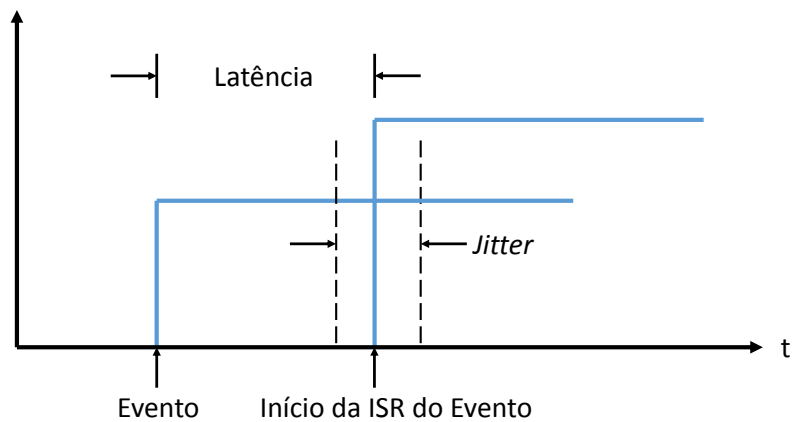 Latência
Jitter
t
Evento
Início da ISR do Evento